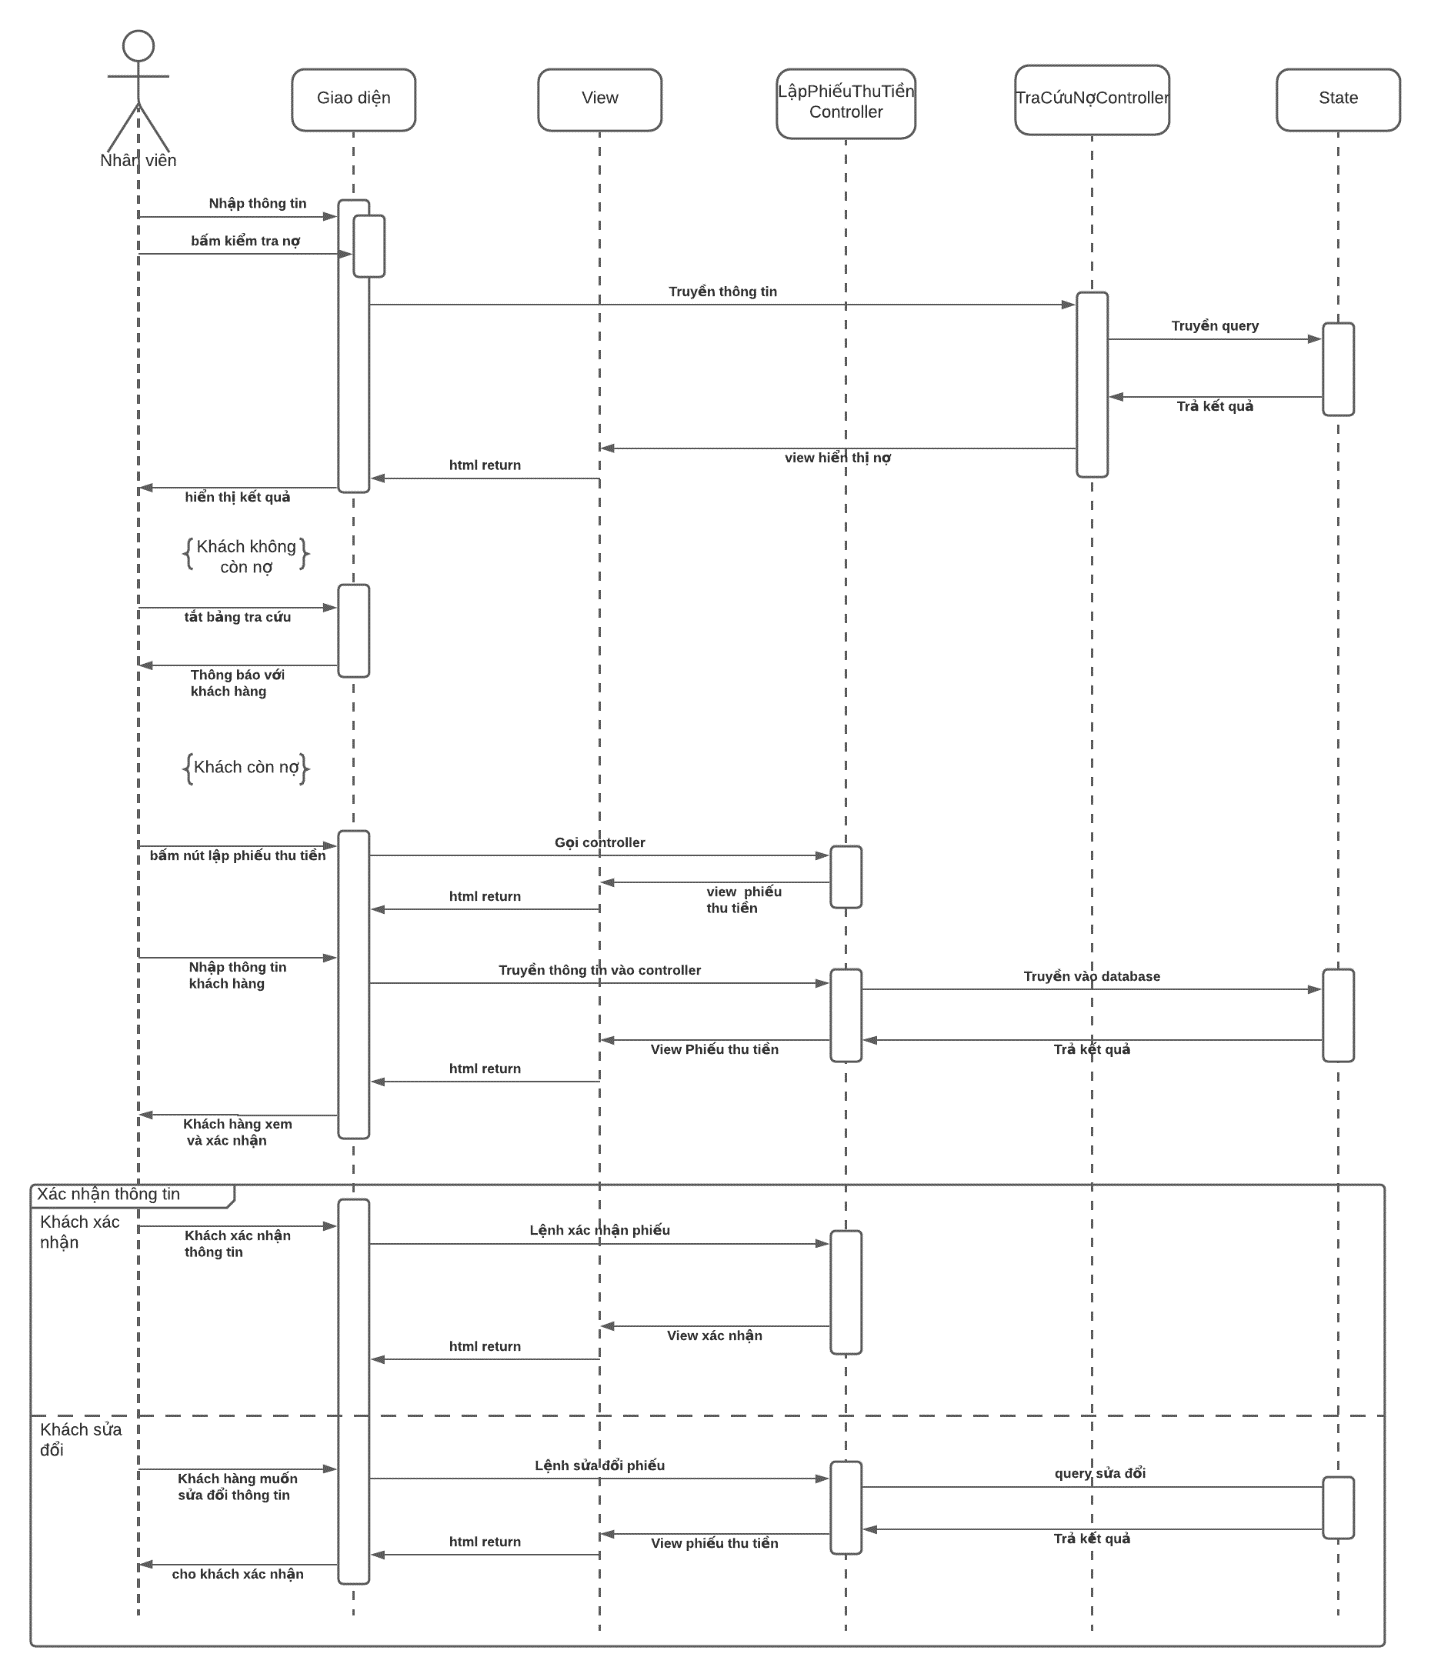 Nhân viên
Giao diện
View
LậpPhiếuThuTiền
Controller
TraCứuNợController
State
Nhập thông tin
bấm kiểm tra nợ
Truyền thông tin
Truyền query
Trả kết quả
view hiển thị nợ
html return
hiển thị kết quả
Khách không
còn nợ
tắt bảng tra cứu
Thông báo với
khách hàng
Khách còn nợ
bấm nút lập phiếu thu tiền
Gọi controller
view phiếu
thu tiền
html return
Nhập thông tin
khách hàng
Truyền thông tin vào controller
Truyền vào database
Trả kết quả
View Phiếu thu tiền
html return
Khách hàng xem
và xác nhận
Xác nhận thông tin
Khách xác
nhận
Khách xác nhận
thông tin
Lệnh xác nhận phiếu
View xác nhận
html return
Khách sửa
đổi
Khách hàng muốn
sửa đổi thông tin
Lệnh sửa đổi phiếu
query sửa đổi
Trả kết quả
View phiếu thu tiền
html return
cho khách xác nhận